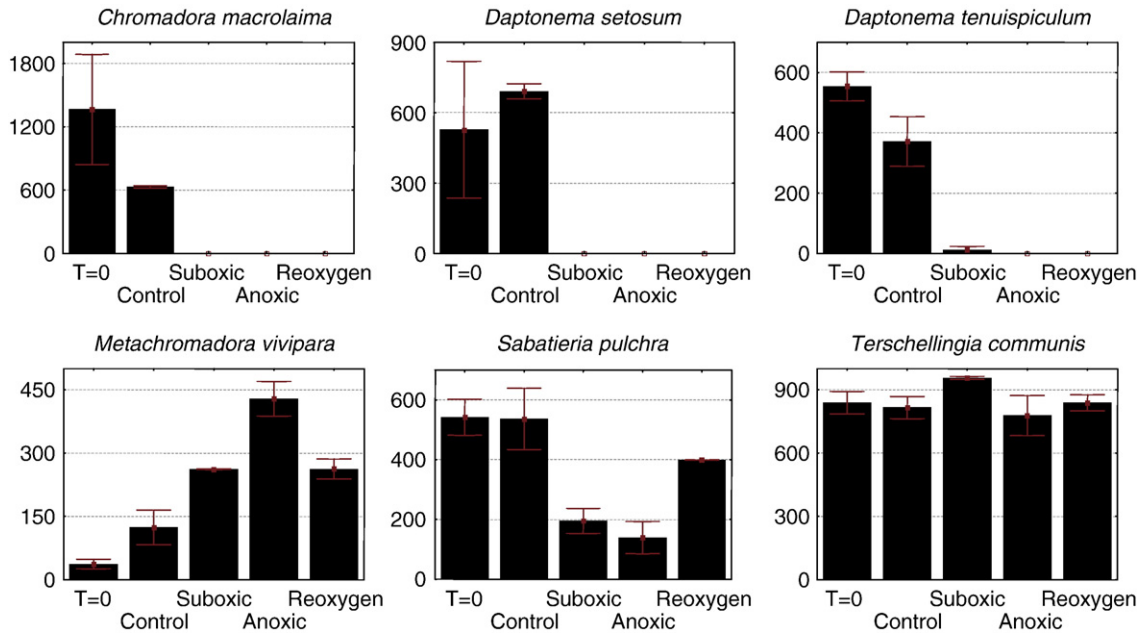 Chromadora macrolaima
1800
1200
600
0
T=0 Suboxic Reoxygen
Control Anoxic
Daptonema setosum
900
600
300
0
T=0 Suboxic Reoxygen
Control Anoxic
Daptonema tenuispiculum
600
400
200
0
T=0 Suboxic Reoxygen
Control Anoxic
Metachromadora vivipara
450
300
150
0
T=0 Suboxic Reoxygen
Control Anoxic
Sabatieria pulchra
600
400
200
0
T=0 Suboxic Reoxygen
Control Anoxic
Terschellingia communis
900
600
300
0
T=0 Suboxic Reoxygen
Control Anoxic